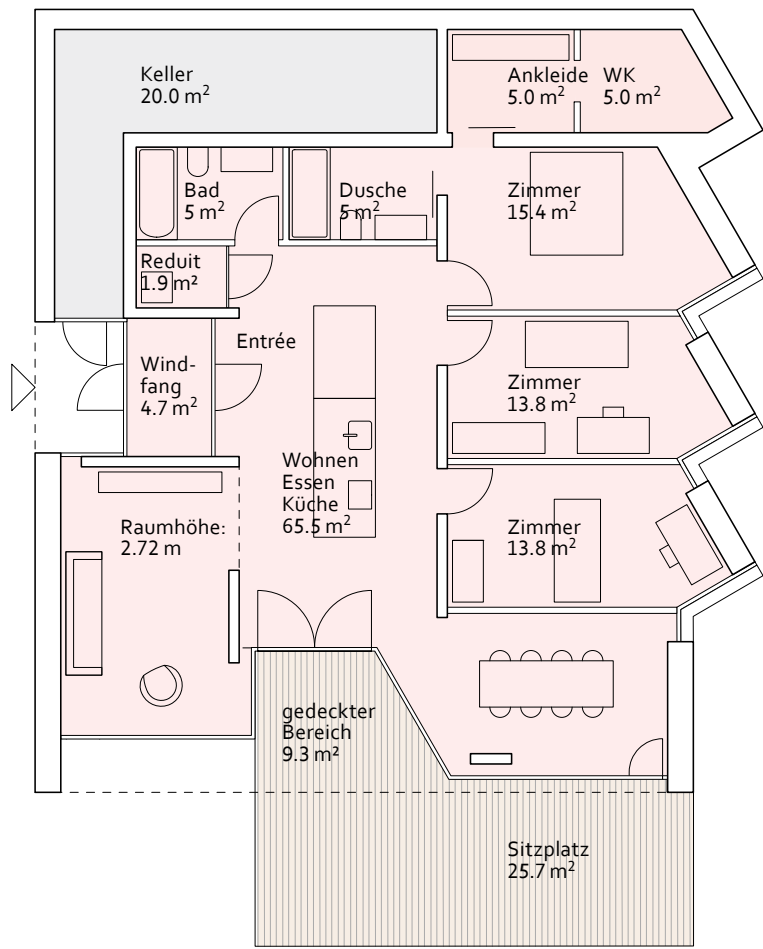 Keller
20.0 m²
Ankleide
5.0 m²
WK
5.0 m²
Bad
5 m²
Dusche
5 m²
Zimmer
15.4 m²
Reduit
1.9 m²
Entrée
Wind-
fang
4.7 m²
Zimmer
13.8 m²
Wohnen
Essen
Küche
65.5 m²
Raumhöhe:
2.72 m
Zimmer
13.8 m²
gedeckter
Bereich
9.3 m²
Sitzplatz
25.7 m²